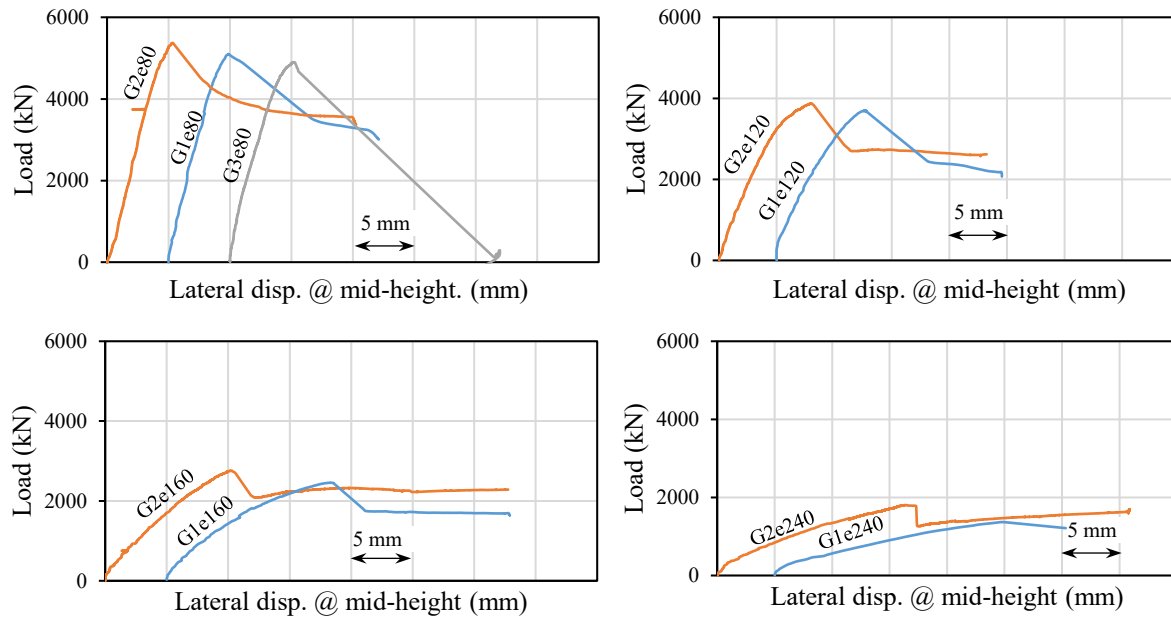 6000
4000
2000
0
Load (kN)
G2e80
G1e80
G3e80
5 mm
Lateral disp. @ mid-height. (mm)
6000
4000
2000
0
Load (kN)
G2e120
G1e120
5 mm
Lateral disp. @ mid-height (mm)
6000
4000
2000
0
Load (kN)
G2e160
G1e160
5 mm
Lateral disp. @ mid-height (mm)
6000
4000
2000
0
Load (kN)
G2e240
G1e240
5 mm
Lateral disp. @ mid-height (mm)